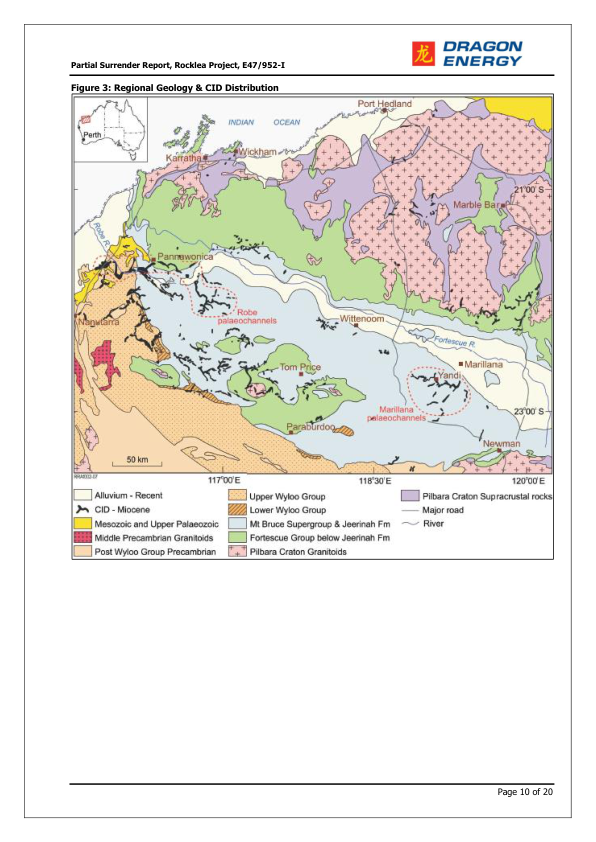 龙
DRAGON
ENERGY
Partial Surrender Report, Rocklea Project, E47/952-I
Figure 3: Regional Geology & CID Distribution
Perth
Port Hedland
INDIAN OCEAN
Karratha
Wickham
21°00' S
Marble Bar
Robe R.
Pannawonica
Robe
palaeochannels
Nanutarra
Wittenoom
Fortescue R.
Marillana
Tom Price
Yandi
Marillana
palaeochannels
23°00' S
Paraburdoo
Newman
50 km
117°00' E
118°30' E
120°00' E
Alluvium - Recent
CID - Miocene
Mesozoic and Upper Palaeozoic
Middle Precambrian Granitoids
Post Wyloo Group Precambrian
Upper Wyloo Group
Lower Wyloo Group
Mt Bruce Supergroup & Jeerinah Fm
Fortescue Group below Jeerinah Fm
Pilbara Craton Granitoids
Pilbara Craton Supracrustal rocks
Major road
River
Page 10 of 20